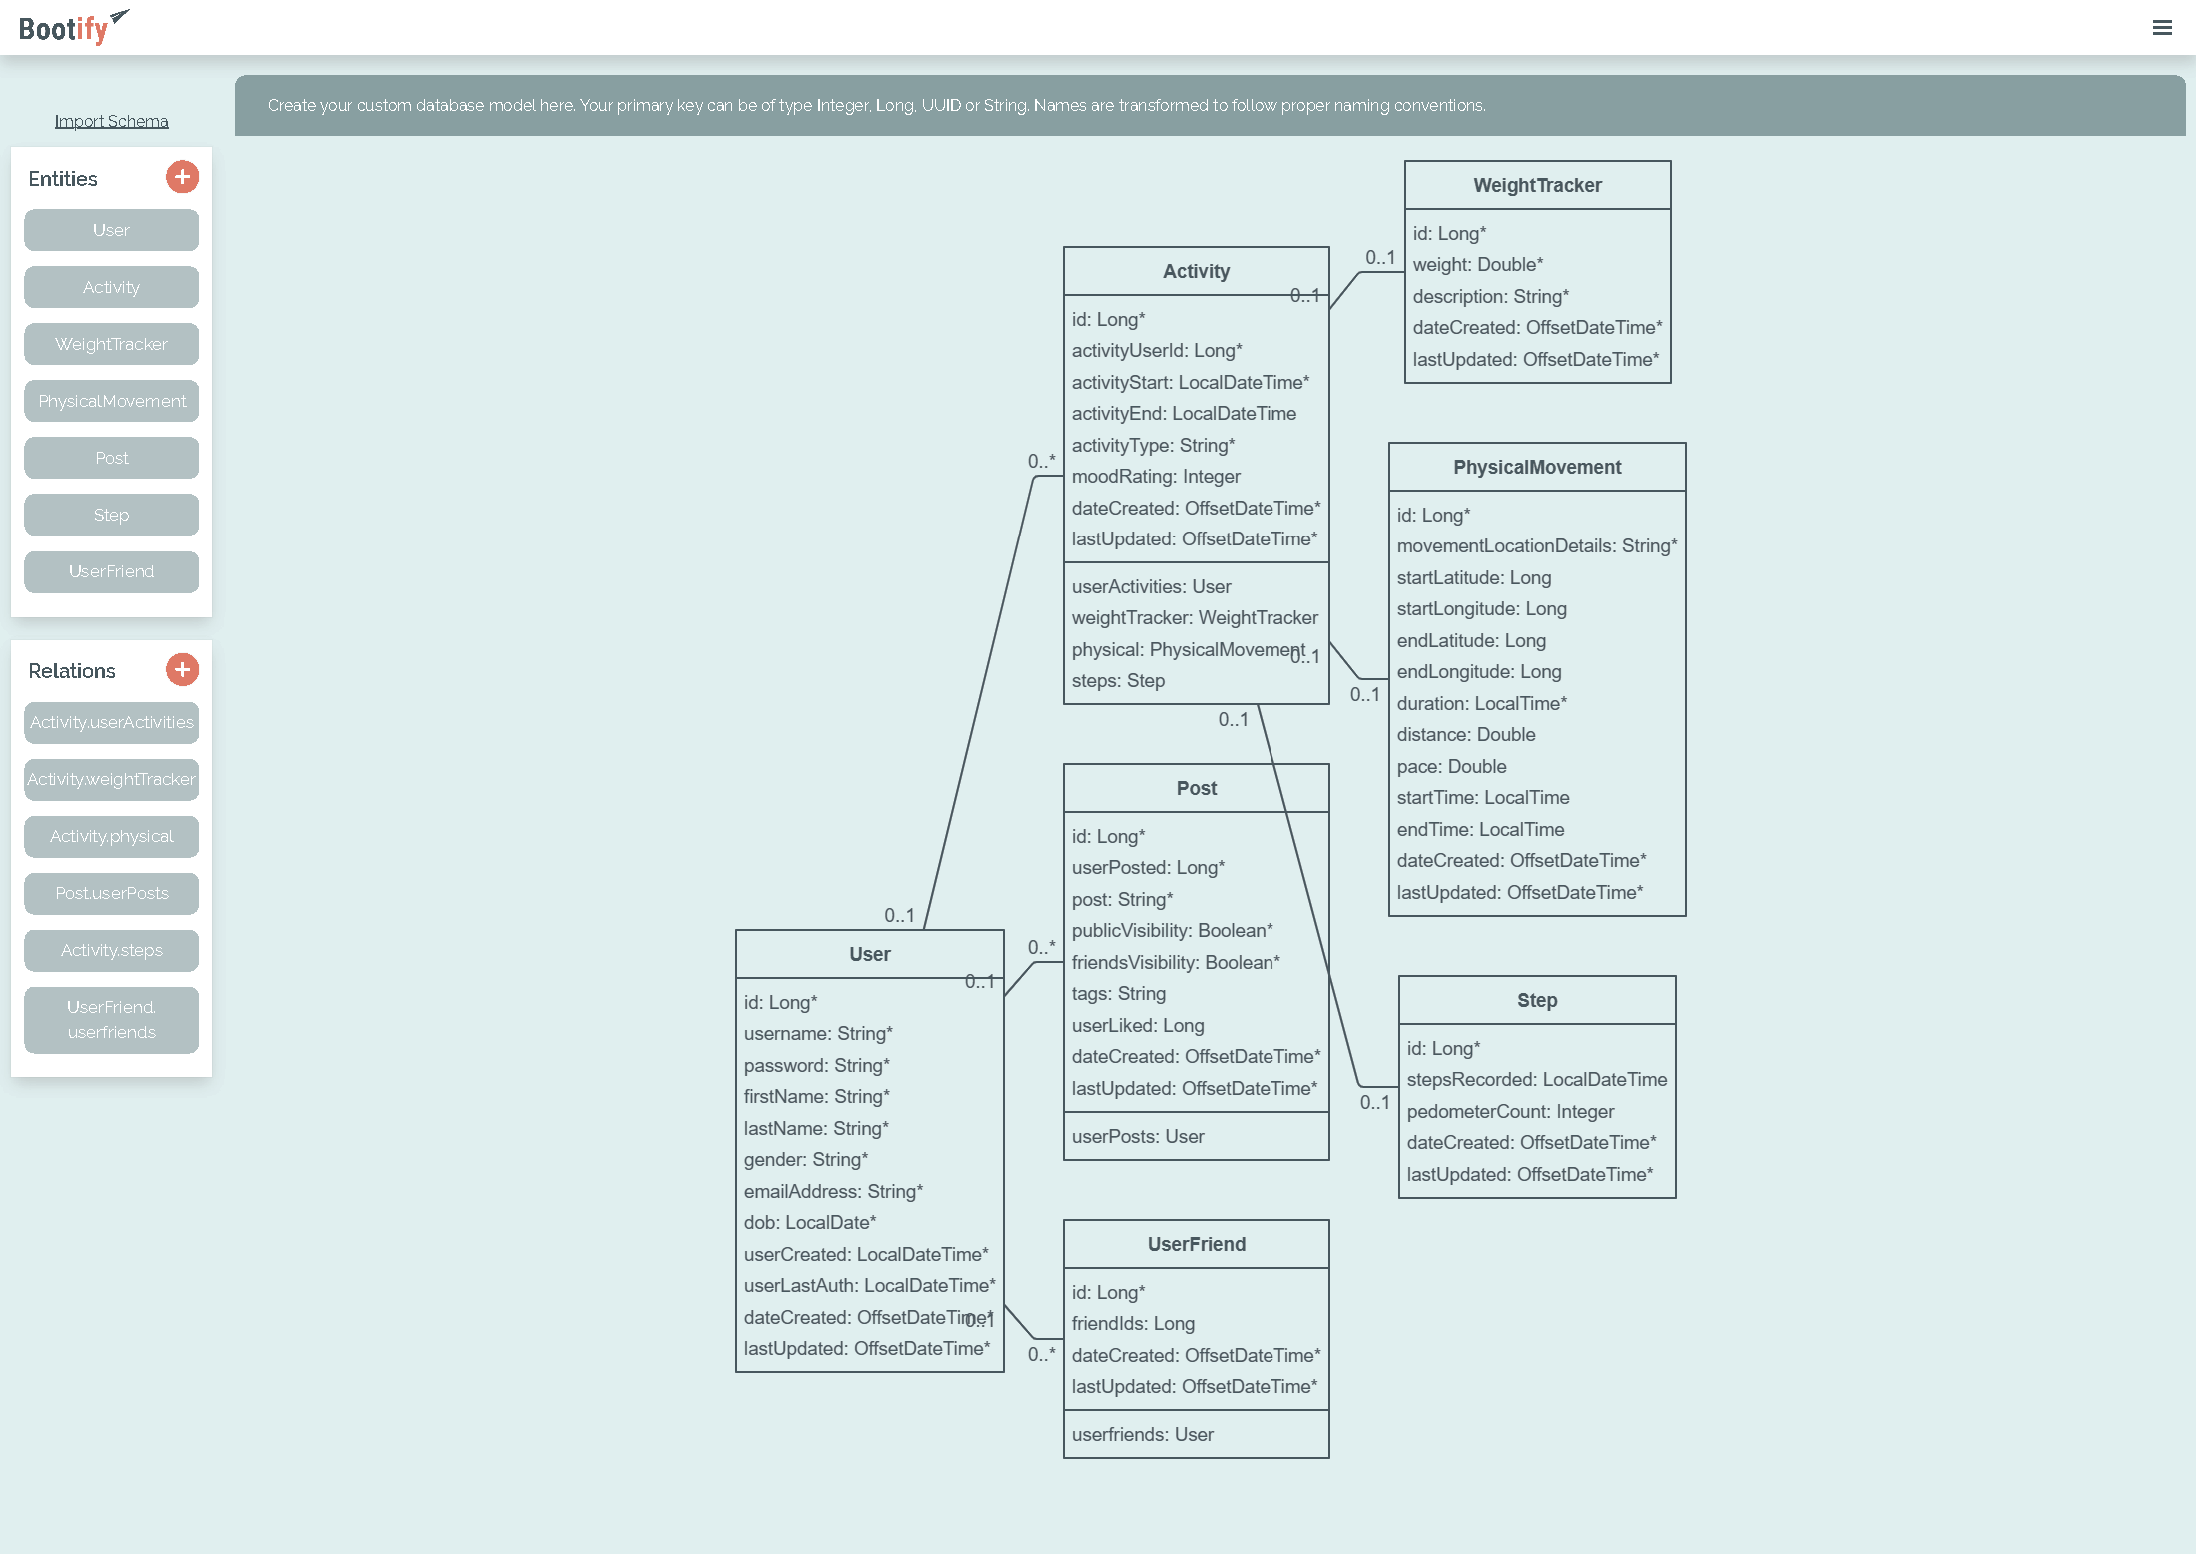 Bootify
Import Schema
Create your custom database model here. Your primary key can be of type Integer, Long, UUID or String. Names are transformed to follow proper naming conventions.
Entities
User
Activity
WeightTracker
PhysicalMovement
Post
Step
UserFriend
Relations
Activity.userActivities
Activity.weightTracker
Activity.physical
Post.userPosts
Activity.steps
UserFriend.
userfriends
WeightTracker
id: Long*
weight: Double*
description: String*
dateCreated: OffsetDateTime*
lastUpdated: OffsetDateTime*
0..1
0..1
Activity
id: Long*
activityUserId: Long*
activityStart: LocalDateTime*
activityEnd: LocalDateTime
activityType: String*
moodRating: Integer
dateCreated: OffsetDateTime*
lastUpdated: OffsetDateTime*
userActivities: User
weightTracker: WeightTracker
physical: PhysicalMovement
steps: Step
0..*
0..1
0..1
0..1
PhysicalMovement
id: Long*
movementLocationDetails: String*
startLatitude: Long
startLongitude: Long
endLatitude: Long
endLongitude: Long
duration: LocalTime*
distance: Double
pace: Double
startTime: LocalTime
endTime: LocalTime
dateCreated: OffsetDateTime*
lastUpdated: OffsetDateTime*
Post
id: Long*
userPosted: Long*
post: String*
publicVisibility: Boolean*
friendsVisibility: Boolean*
tags: String
userLiked: Long
dateCreated: OffsetDateTime*
lastUpdated: OffsetDateTime*
userPosts: User
0..1
0..*
0..1
User
id: Long*
username: String*
password: String*
firstName: String*
lastName: String*
gender: String*
emailAddress: String*
dob: LocalDate*
userCreated: LocalDateTime*
userLastAuth: LocalDateTime*
dateCreated: OffsetDateTime*
lastUpdated: OffsetDateTime*
0..1
0..*
Step
id: Long*
stepsRecorded: LocalDateTime
pedometerCount: Integer
dateCreated: OffsetDateTime*
lastUpdated: OffsetDateTime*
0..1
UserFriend
id: Long*
friendIds: Long
dateCreated: OffsetDateTime*
lastUpdated: OffsetDateTime*
userfriends: User